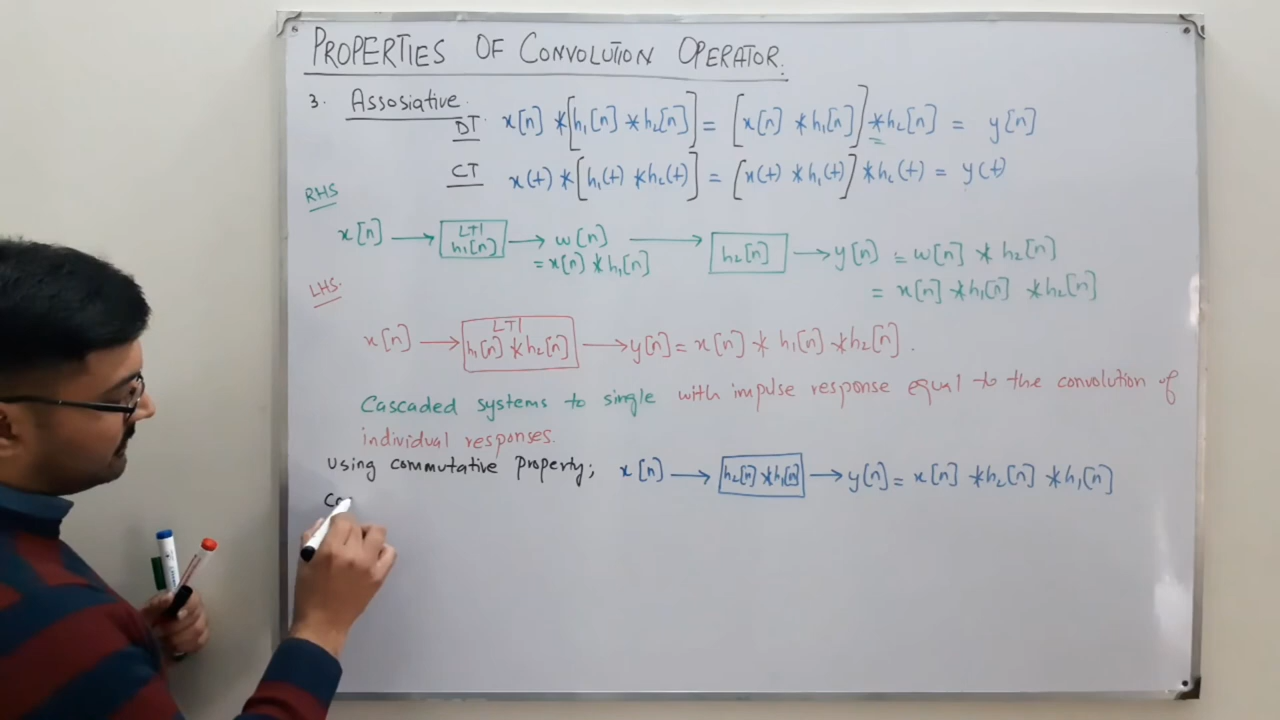 PROPERTIES OF CONVOLUTION OPERATOR.
3. Assosiative.
DT x[n] *[h₁[n] *h₂[n]] = [x[n] *h₁[n]] *h₂[n] = y[n]
CT x(t) *[h₁(t) *h₂(t)] = [x(t) *h₁(t)] *h₂(t) = y(t)
RHS
x[n] → LTI h₁[n] → w[n] → h₂[n] → y[n] = w[n] * h₂[n]
= x[n] *h₁[n]
= x[n] *h₁[n] *h₂[n]
LHS.
x[n] → LTI h₁[n] *h₂[n] → y[n] = x[n] * h₁[n] *h₂[n].
Cascaded systems to single with impulse response equal to the convolution of
individual responses.
using commutative property; x[n] → h₂[n] *h₁[n] → y[n] = x[n] *h₂[n] *h₁[n]
co